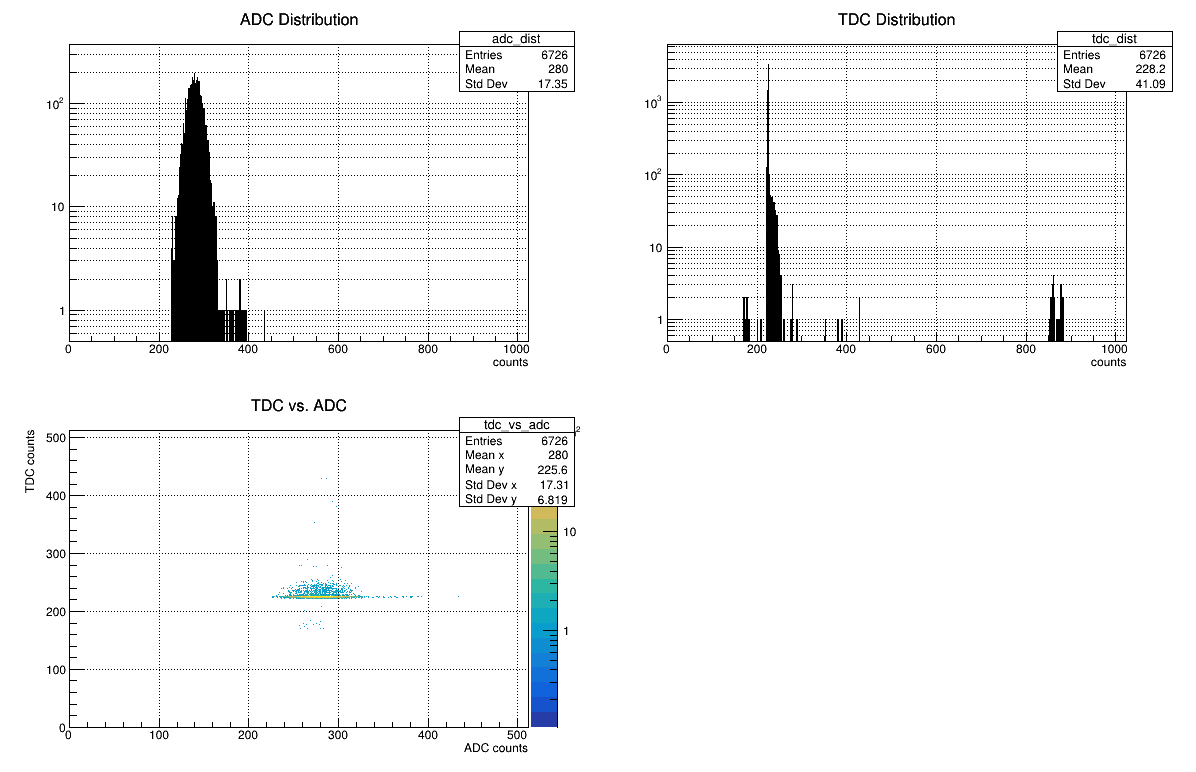 ADC Distribution
adc_dist
Entries 6726
Mean 280
Std Dev 17.35
10²
10
1
0 200 400 600 800 1000
counts
TDC Distribution
tdc_dist
Entries 6726
Mean 228.2
Std Dev 41.09
10³
10²
10
1
0 200 400 600 800 1000
counts
TDC vs. ADC
tdc_vs_adc
Entries 6726
Mean x 280
Mean y 225.6
Std Dev x 17.31
Std Dev y 6.819
TDC counts
500
400
300
200
100
0
0 100 200 300 400 500
ADC counts
2
10
1